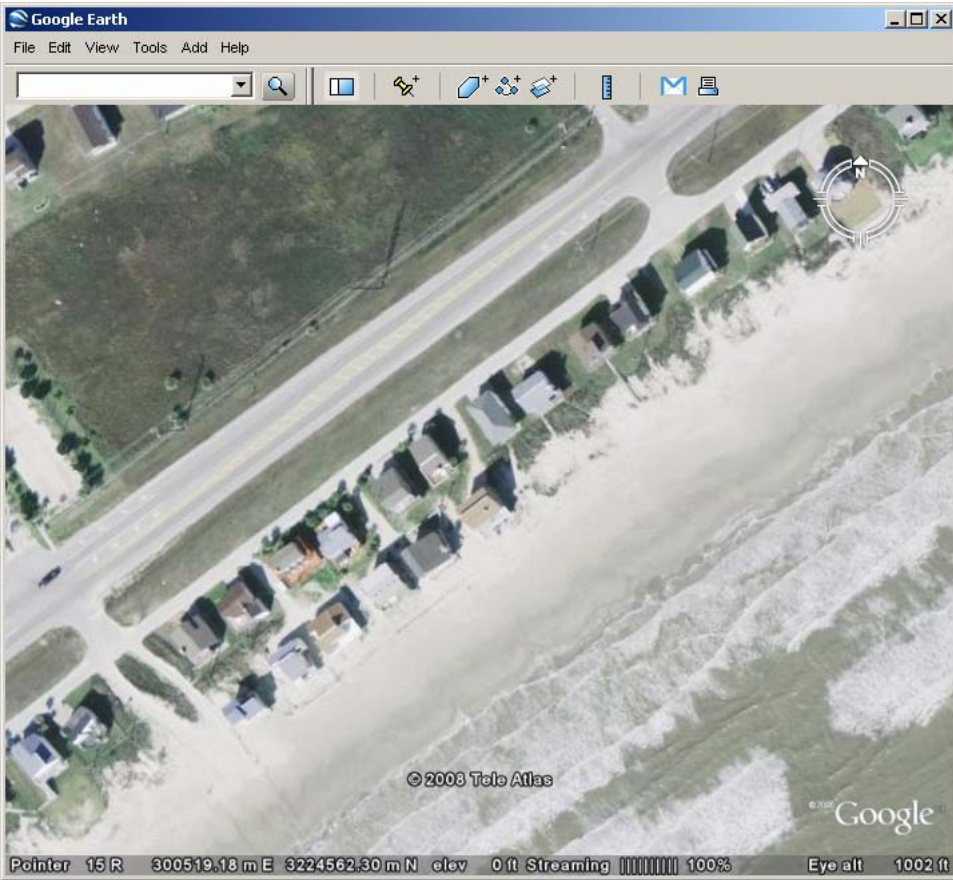 Google Earth
File Edit View Tools Add Help
N
© 2008 Tele Atlas
©2008 Google
Pointer 15 R 300519.18 m E 3224562.30 m N elev 0 ft Streaming |||||||||| 100% Eye alt 1002 ft